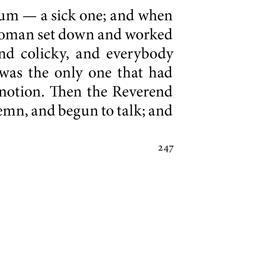 um — a sick one; and when
oman set down and worked
nd colicky, and everybody
was the only one that had
notion. Then the Reverend
emn, and begun to talk; and
247